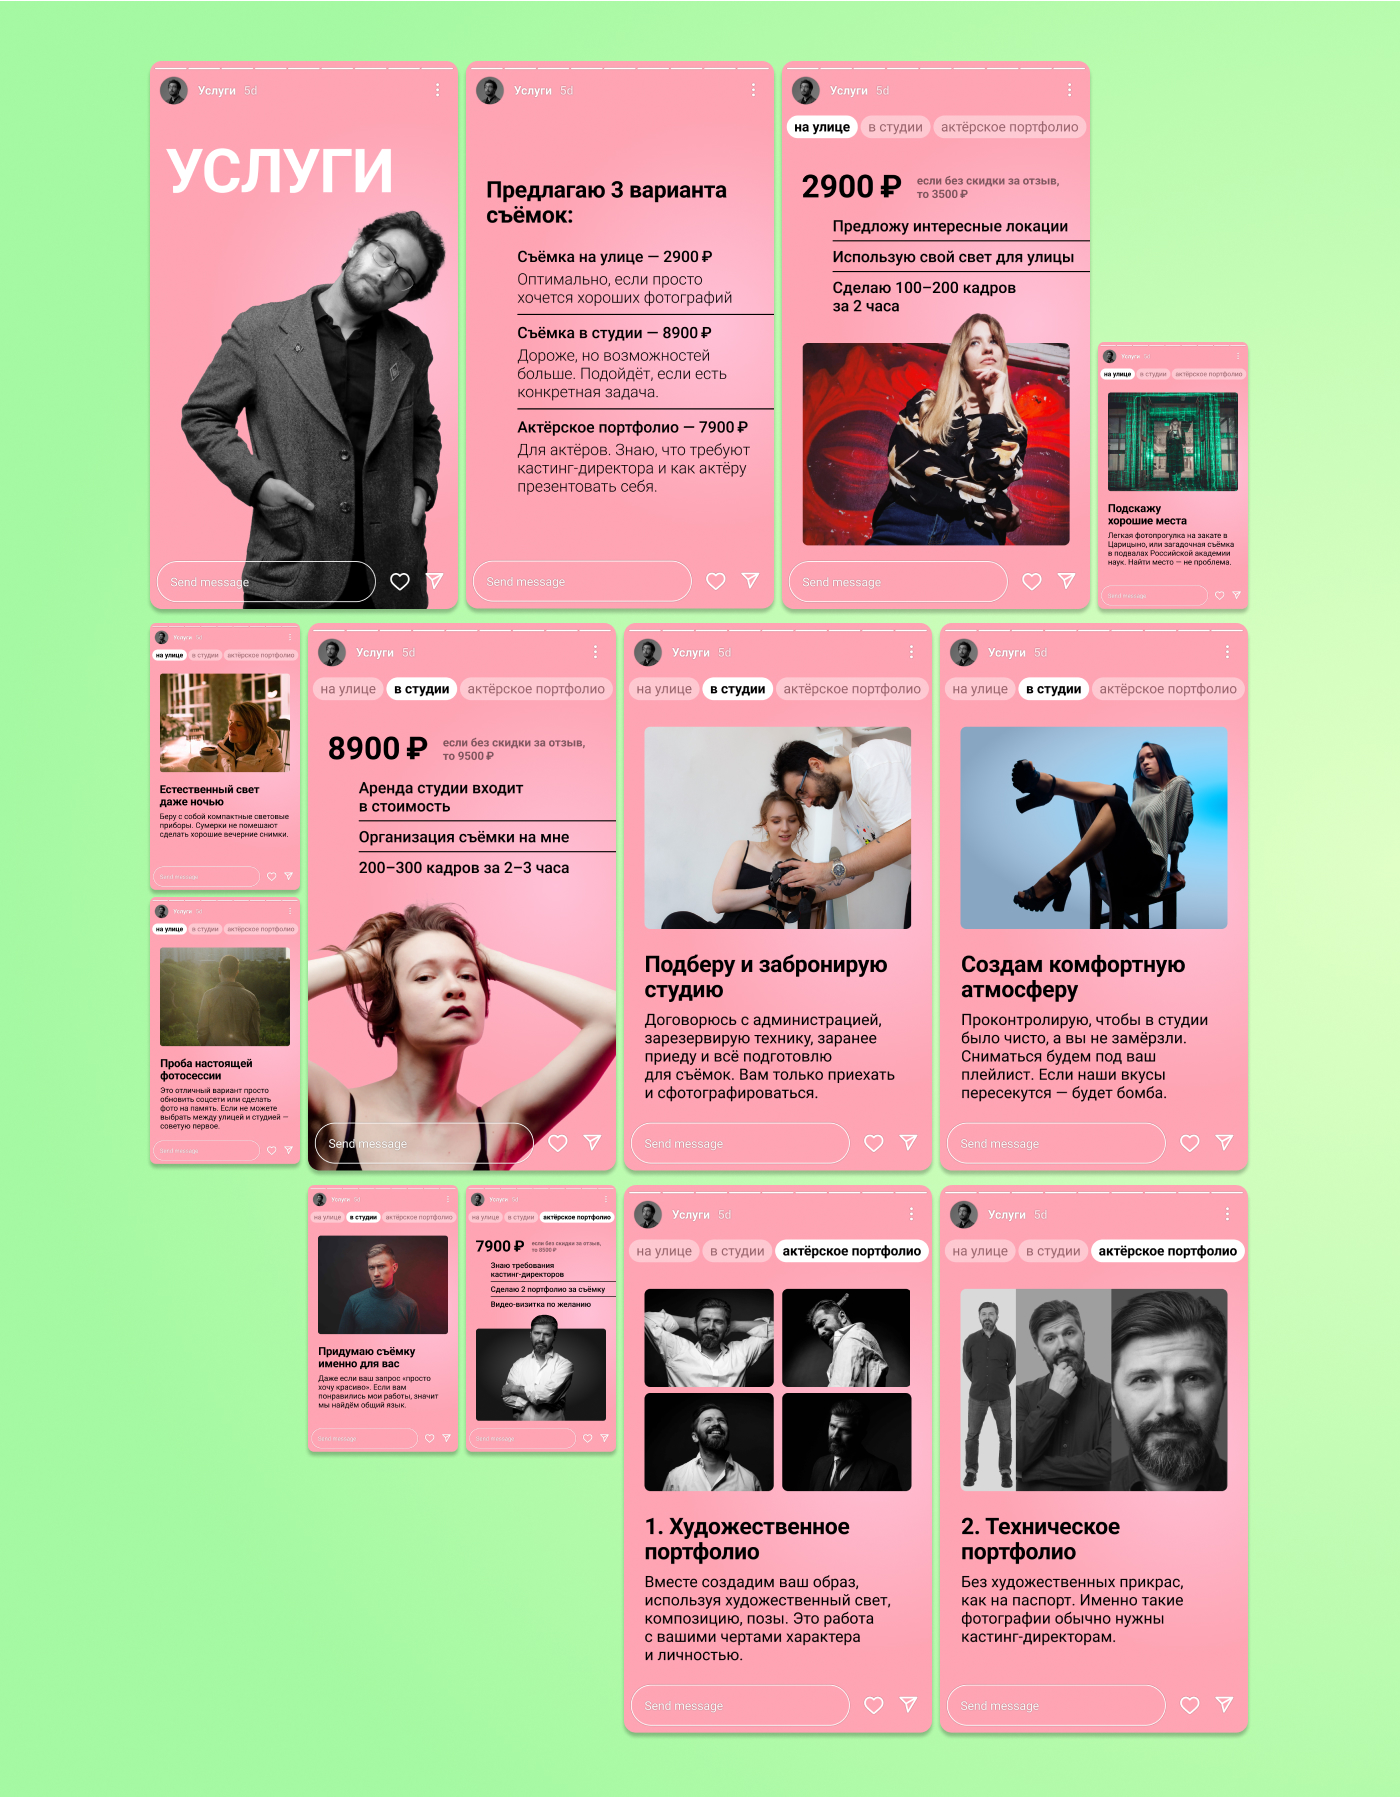 Услуги 5d
УСЛУГИ
Send message
Услуги 5d
Предлагаю 3 варианта
съёмок:
Съёмка на улице — 2900 ₽
Оптимально, если просто
хочется хороших фотографий
Съёмка в студии — 8900 ₽
Дороже, но возможностей
больше. Подойдёт, если есть
конкретная задача.
Актёрское портфолио — 7900 ₽
Для актёров. Знаю, что требуют
кастинг-директора и как актёру
презентовать себя.
Send message
Услуги 5d
на улице в студии актёрское портфолио
2900 ₽ если без скидки за отзыв,
то 3500 ₽
Предложу интересные локации
Использую свой свет для улицы
Сделаю 100–200 кадров
за 2 часа
Send message
Услуги 5d
на улице в студии актёрское портфолио
Подскажу
хорошие места
Легкая фотопрогулка на закате в
Царицыно, или загадочная съёмка
в подвалах Российской академии
наук. Найти место — не проблема.
Send message
Услуги 5d
на улице в студии актёрское портфолио
Естественный свет
даже ночью
Беру с собой компактные световые
приборы. Сумерки не помешают
сделать хорошие вечерние снимки.
Send message
Услуги 5d
на улице в студии актёрское портфолио
Проба настоящей
фотосессии
Это отличный вариант просто
обновить соцсети или сделать
фото на память. Если не можете
выбрать между улицей и студией —
советую первое.
Send message
Услуги 5d
на улице в студии актёрское портфолио
8900 ₽ если без скидки за отзыв,
то 9500 ₽
Аренда студии входит
в стоимость
Организация съёмки на мне
200–300 кадров за 2–3 часа
Send message
Услуги 5d
на улице в студии актёрское портфолио
Подберу и забронирую
студию
Договорюсь с администрацией,
зарезервирую технику, заранее
приеду и всё подготовлю
для съёмок. Вам только приехать
и сфотографироваться.
Send message
Услуги 5d
на улице в студии актёрское портфолио
Создам комфортную
атмосферу
Проконтролирую, чтобы в студии
было чисто, а вы не замёрзли.
Сниматься будем под ваш
плейлист. Если наши вкусы
пересекутся — будет бомба.
Send message
Услуги 5d
на улице в студии актёрское портфолио
Придумаю съёмку
именно для вас
Даже если ваш запрос «просто
хочу красиво». Если вам
понравились мои работы, значит
мы найдём общий язык.
Send message
Услуги 5d
на улице в студии актёрское портфолио
7900 ₽ если без скидки за отзыв,
то 8500 ₽
Знаю требования
кастинг-директоров
Сделаю 2 портфолио за съёмку
Видео-визитка по желанию
Send message
Услуги 5d
на улице в студии актёрское портфолио
1. Художественное
портфолио
Вместе создадим ваш образ,
используя художественный свет,
композицию, позы. Это работа
с вашими чертами характера
и личностью.
Send message
Услуги 5d
на улице в студии актёрское портфолио
2. Техническое
портфолио
Без художественных прикрас,
как на паспорт. Именно такие
фотографии обычно нужны
кастинг-директорам.
Send message